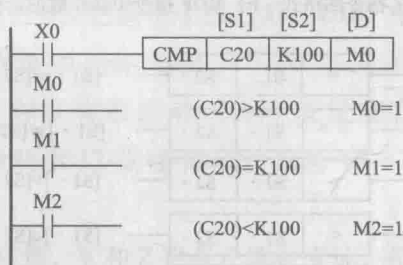 [S1] [S2] [D]
X0
CMP C20 K100 M0
M0
(C20)>K100 M0=1
M1
(C20)=K100 M1=1
M2
(C20)<K100 M2=1